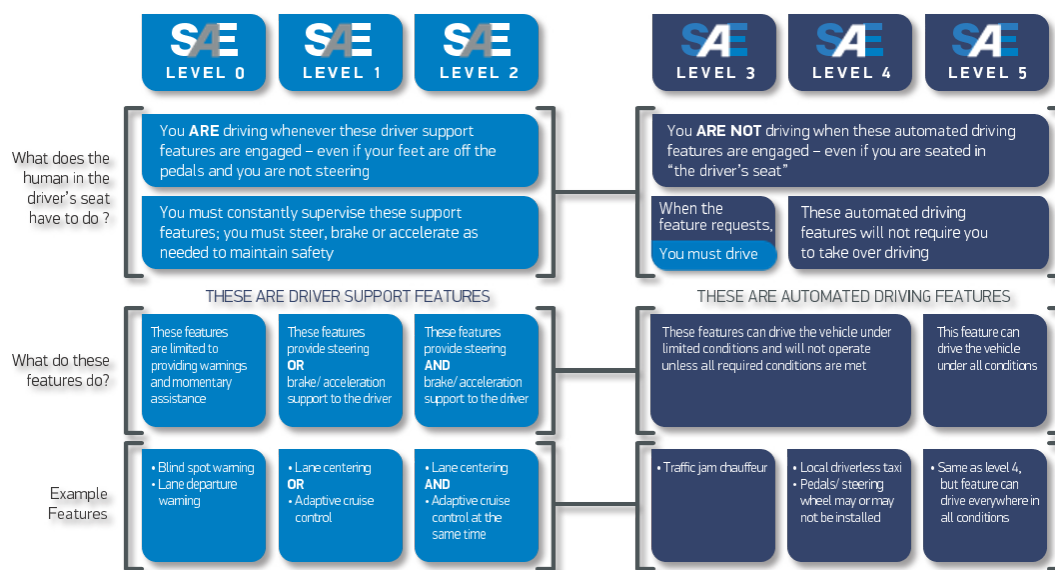 SAE
LEVEL 0
SAE
LEVEL 1
SAE
LEVEL 2
SAE
LEVEL 3
SAE
LEVEL 4
SAE
LEVEL 5
What does the
human in the
driver's seat
have to do ?
You ARE driving whenever these driver support
features are engaged – even if your feet are off the
pedals and you are not steering
You must constantly supervise these support
features; you must steer, brake or accelerate as
needed to maintain safety
You ARE NOT driving when these automated driving
features are engaged – even if you are seated in
“the driver's seat”
When the
feature requests,
You must drive
These automated driving
features will not require you
to take over driving
THESE ARE DRIVER SUPPORT FEATURES
THESE ARE AUTOMATED DRIVING FEATURES
What do these
features do?
These features
are limited to
providing warnings
and momentary
assistance
These features
provide steering
OR
brake/ acceleration
support to the driver
These features
provide steering
AND
brake/ acceleration
support to the driver
These features can drive the vehicle under
limited conditions and will not operate
unless all required conditions are met
This feature can
drive the vehicle
under all conditions
Example
Features
• Blind spot warning
• Lane departure
warning
• Lane centering
OR
• Adaptive cruise
control
• Lane centering
AND
• Adaptive cruise
control at the
same time
• Traffic jam chauffeur
• Local driverless taxi
• Pedals/ steering
wheel may or may
not be installed
• Same as level 4,
but feature can
drive everywhere in
all conditions